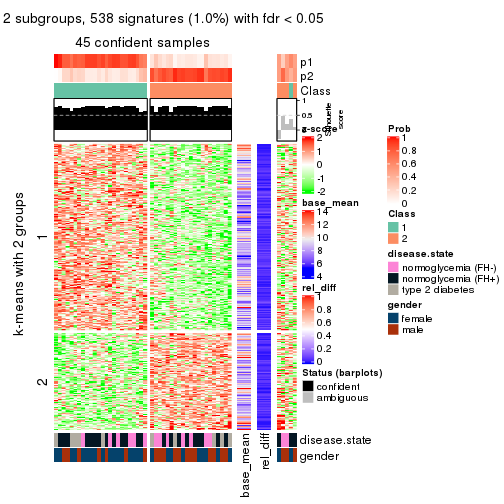 2 subgroups, 538 signatures (1.0%) with fdr < 0.05
45 confident samples
p1
p2
Class
1
0.5
0
Silhouette
score
z-score
2
1
0
-1
-2
base_mean
14
12
10
8
6
4
rel_diff
1
0.8
0.6
0.4
0.2
0
Status (barplots)
confident
ambiguous
Prob
1
0.8
0.6
0.4
0.2
0
Class
1
2
disease.state
normoglycemia (FH-)
normoglycemia (FH+)
type 2 diabetes
gender
female
male
k-means with 2 groups
1
2
disease.state
gender
base_mean
rel_diff